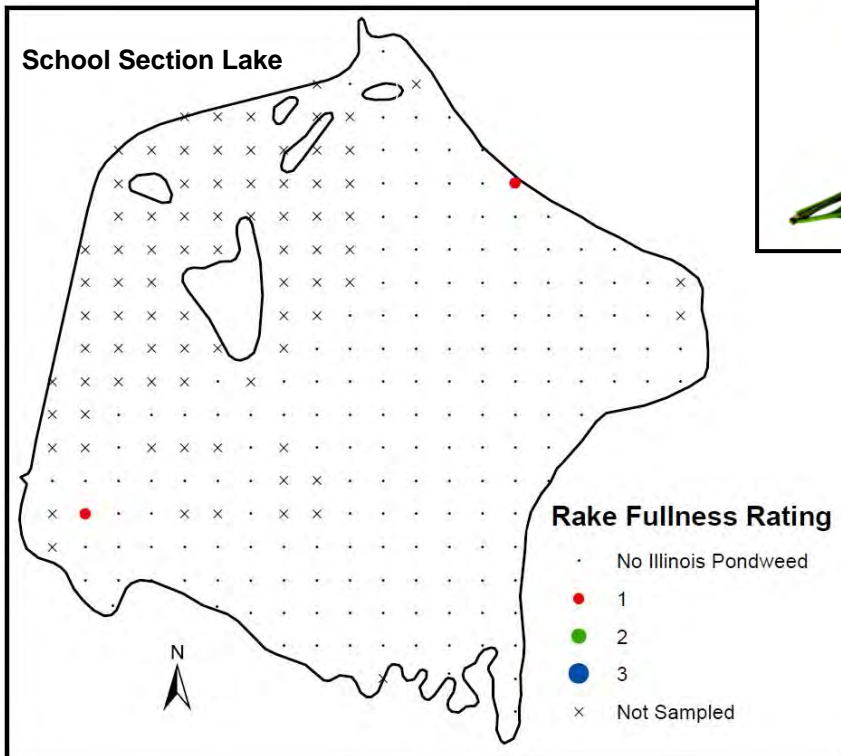 School Section Lake
N
Rake Fullness Rating
No Illinois Pondweed
1
2
3
Not Sampled